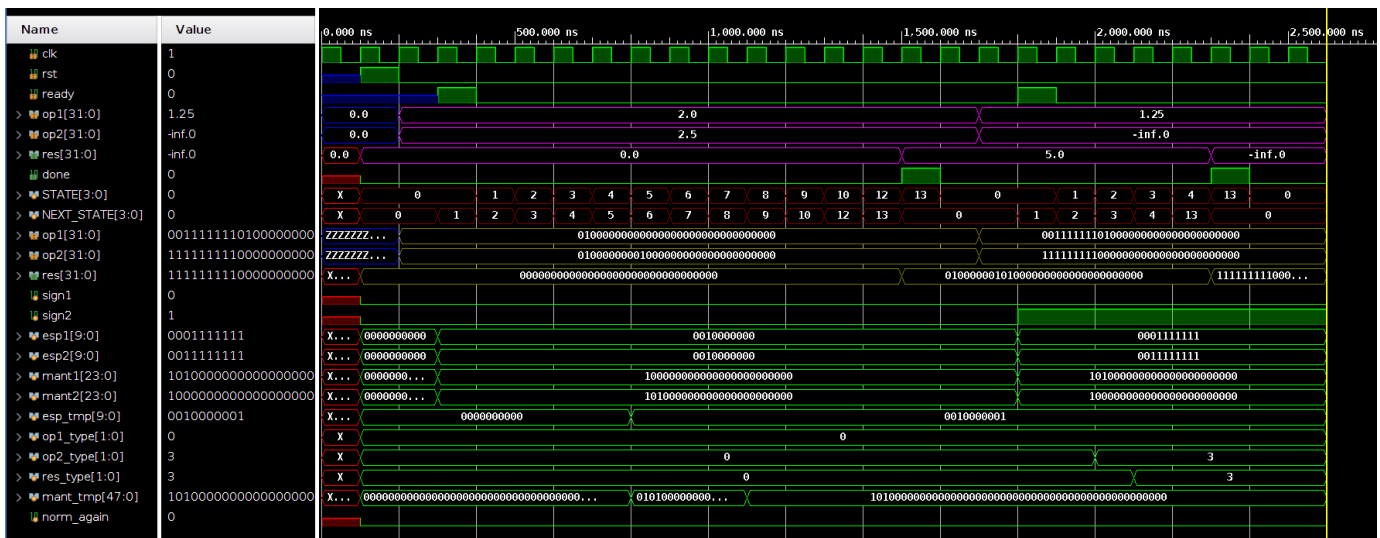 Name Value 0.000 ns 500.000 ns 1,000.000 ns 1,500.000 ns 2,000.000 ns 2,500.000 ns
clk 1
rst 0
ready 0
op1[31:0] 1.25 0.0 2.0 1.25
op2[31:0] -inf.0 0.0 2.5 -inf.0
res[31:0] -inf.0 0.0 0.0 5.0 -inf.0
done 0
STATE[3:0] 0 X 0 1 2 3 4 5 6 7 8 9 10 12 13 0 1 2 3 4 13 0
NEXT_STATE[3:0] 0 X 0 1 2 3 4 5 6 7 8 9 10 12 13 0 1 2 3 4 13 0
op1[31:0] 00111111101000000000 ZZZZZZZ... 01000000000000000000000000000000 00111111101000000000000000000000
op2[31:0] 11111111100000000000 ZZZZZZZ... 01000000001000000000000000000000 11111111100000000000000000000000
res[31:0] 11111111100000000000 X... 00000000000000000000000000000000 01000000101000000000000000000000 111111111000...
sign1 0
sign2 1
esp1[9:0] 0001111111 X... 0000000000 0010000000 0001111111
esp2[9:0] 0011111111 X... 0000000000 0010000000 0011111111
mant1[23:0] 10100000000000000000 X... 0000000... 100000000000000000000000 101000000000000000000000
mant2[23:0] 10000000000000000000 X... 0000000... 101000000000000000000000 100000000000000000000000
esp_tmp[9:0] 0010000001 X... 0000000000 0010000001
op1_type[1:0] 0 X 0
op2_type[1:0] 3 X 0 3
res_type[1:0] 3 X 0 3
mant_tmp[47:0] 10100000000000000000 X... 000000000000000000000000000000000000... 010100000000... 101000000000000000000000000000000000000000000000
norm_again 0